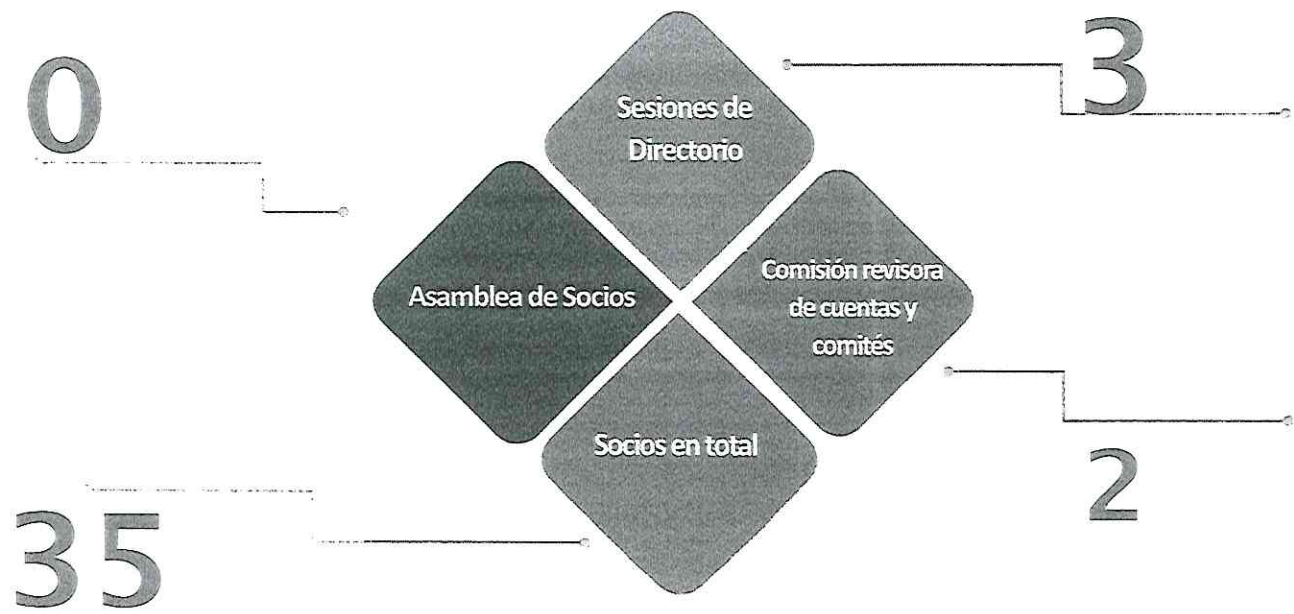 0
3
Sesiones de
Directorio
Asamblea de Socios
Comisión revisora
de cuentas y
comités
Socios en total
2
35